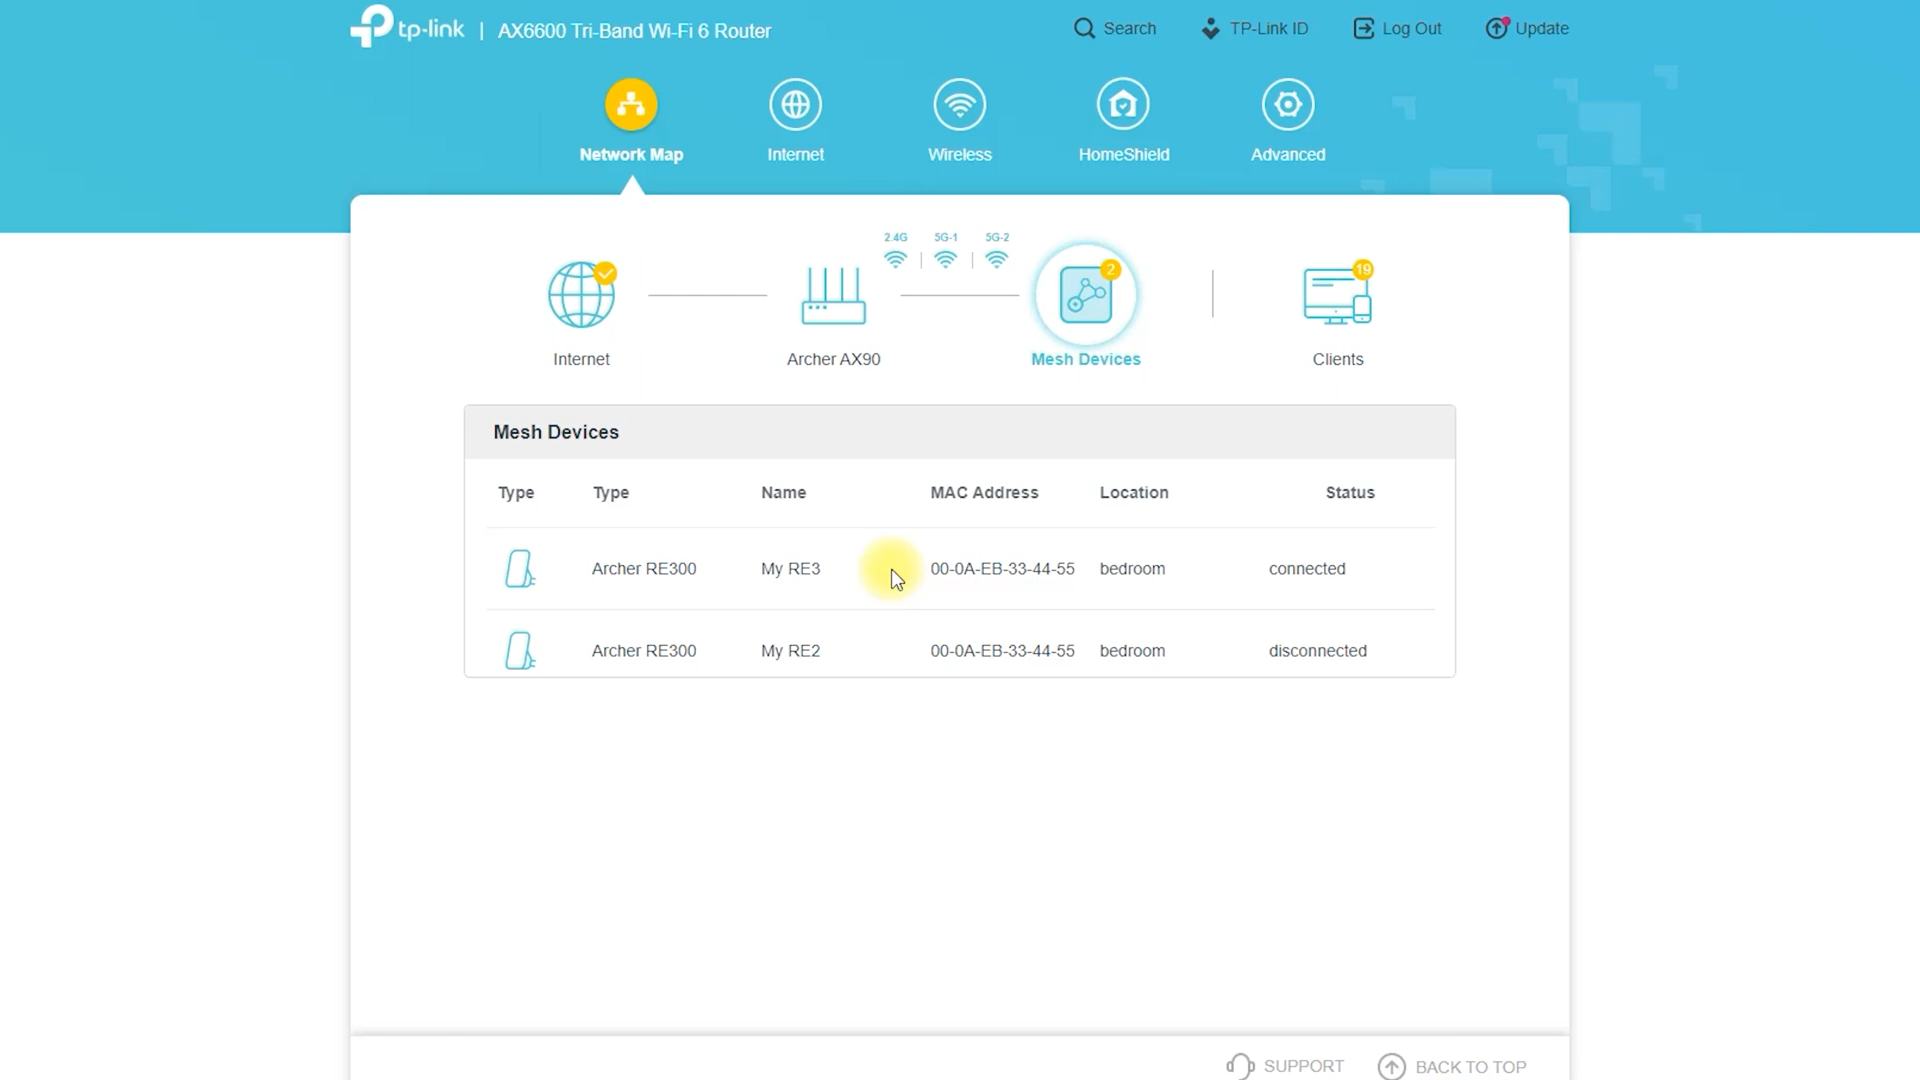 tp-link | AX6600 Tri-Band Wi-Fi 6 Router Search TP-Link ID Log Out Update
Network Map Internet Wireless HomeShield Advanced
2.4G 5G-1 5G-2
2 19
Internet Archer AX90 Mesh Devices Clients
Mesh Devices
Type Type Name MAC Address Location Status
Archer RE300 My RE3 00-0A-EB-33-44-55 bedroom connected
Archer RE300 My RE2 00-0A-EB-33-44-55 bedroom disconnected
SUPPORT BACK TO TOP